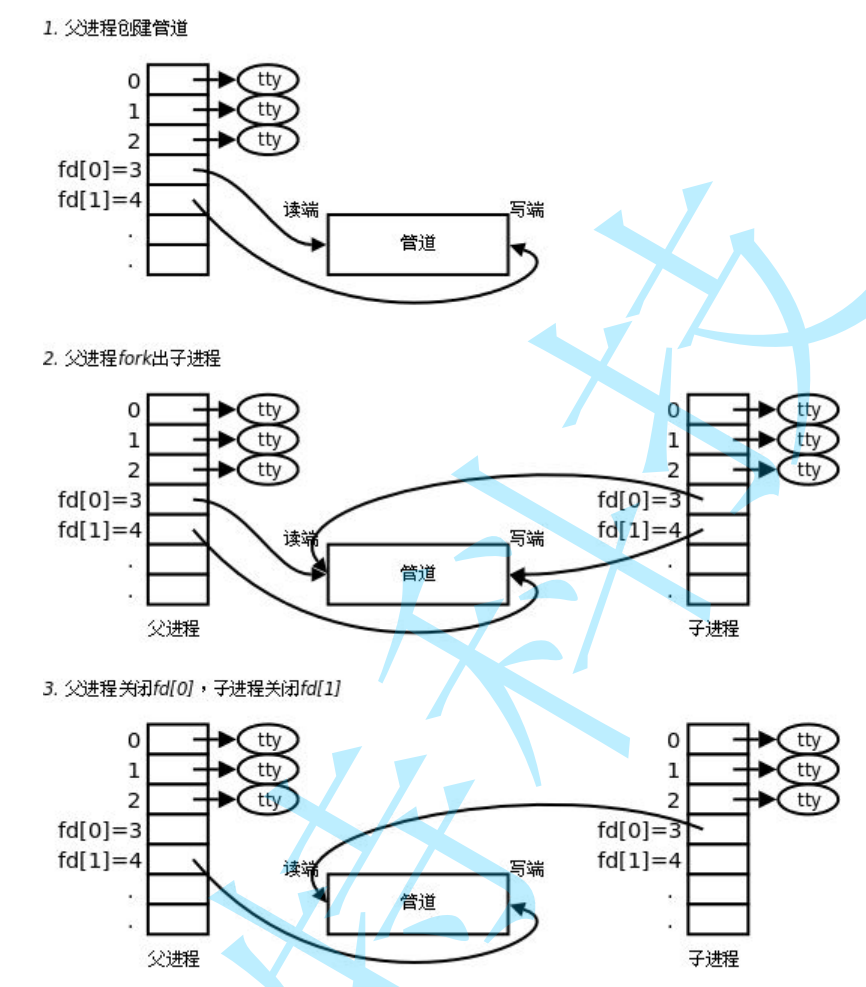 1. 父进程创建管道
0 tty
1 tty
2 tty
fd[0]=3
fd[1]=4 读端 写端
. 管道
.
2. 父进程fork出子进程
0 tty 0 tty
1 tty 1 tty
2 tty 2 tty
fd[0]=3 fd[0]=3
fd[1]=4 读端 写端 fd[1]=4
. 管道 .
. .
父进程 子进程
3. 父进程关闭fd[0]，子进程关闭fd[1]
0 tty 0 tty
1 tty 1 tty
2 tty 2 tty
fd[0]=3 fd[0]=3
fd[1]=4 读端 写端 fd[1]=4
. 管道 .
. .
父进程 子进程
特科技